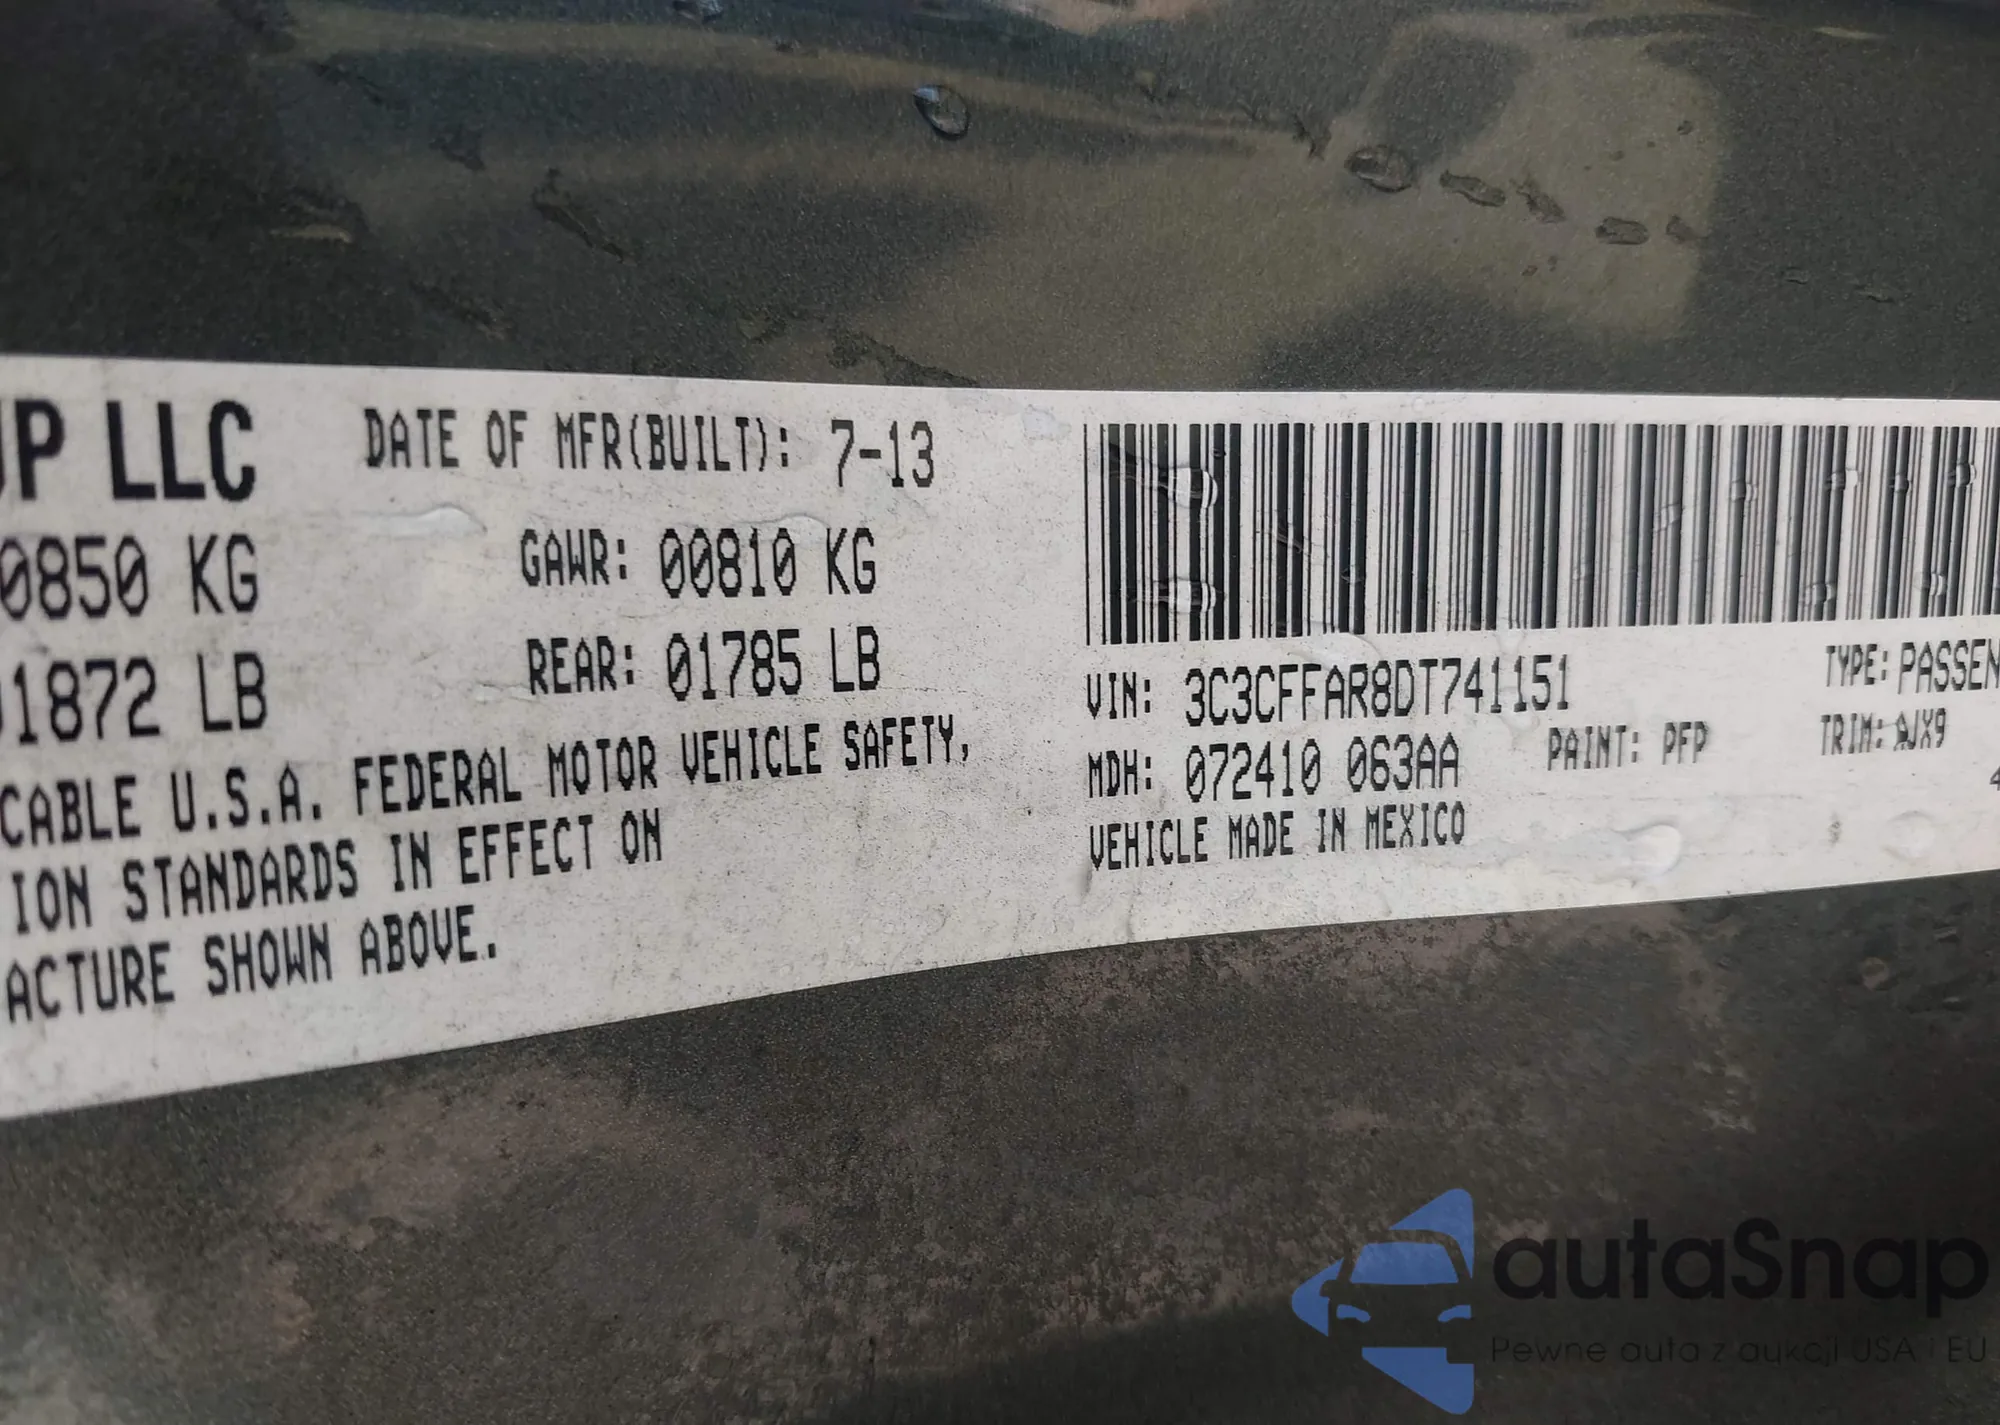 UP LLC DATE OF MFR(BUILT): 7-13
0850 KG GAWR: 00810 KG
1872 LB REAR: 01785 LB
CABLE U.S.A. FEDERAL MOTOR VEHICLE SAFETY,
ION STANDARDS IN EFFECT ON
ACTURE SHOWN ABOVE.
VIN: 3C3CFFAR8DT741151 TYPE: PASSEN
MDH: 072410 063AA PAINT: PFP TRIM: AJX9
4
VEHICLE MADE IN MEXICO
autaSnap
Pewne auta z aukcji USA i EU